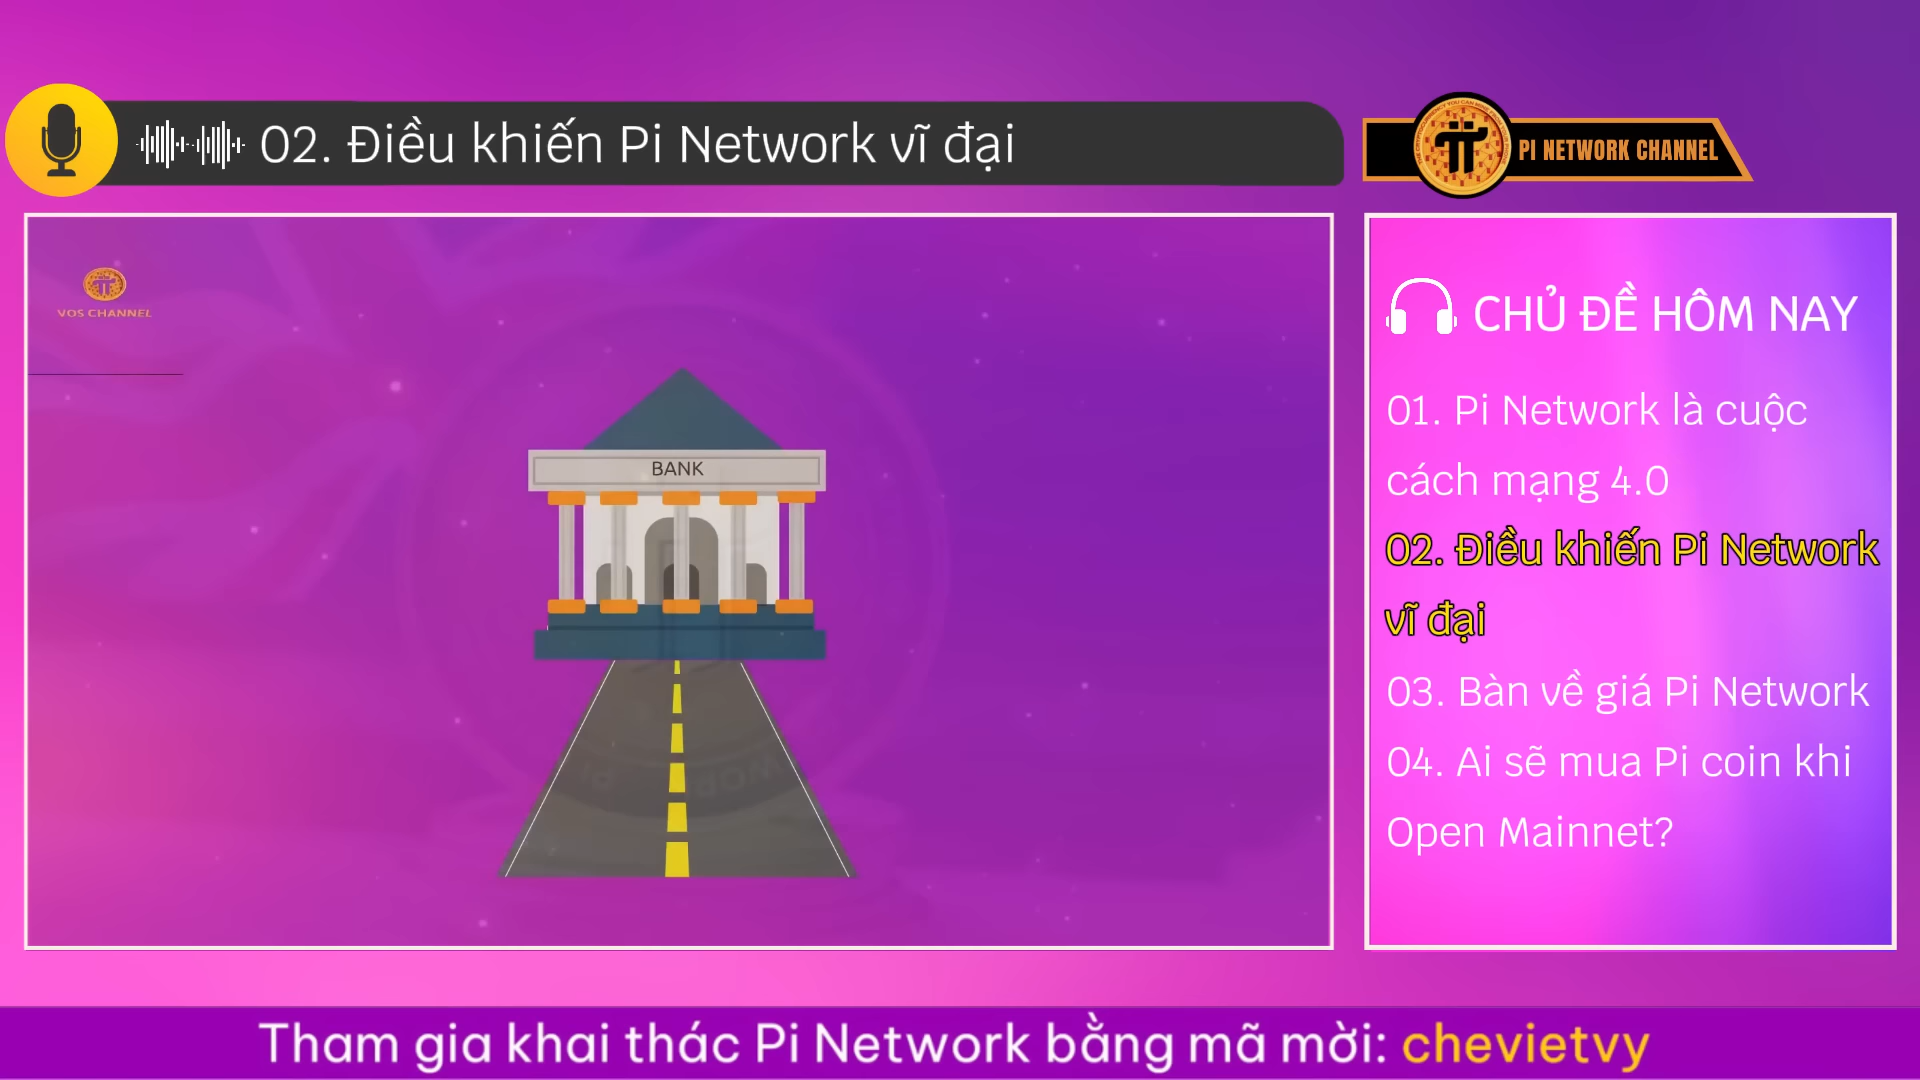 02. Điều khiến Pi Network vĩ đại
PI NETWORK CHANNEL
VOS CHANNEL
BANK
CHỦ ĐỀ HÔM NAY
01. Pi Network là cuộc
cách mạng 4.0
02. Điều khiến Pi Network
vĩ đại
03. Bàn về giá Pi Network
04. Ai sẽ mua Pi coin khi
Open Mainnet?
Tham gia khai thác Pi Network bằng mã mời: chevietvy